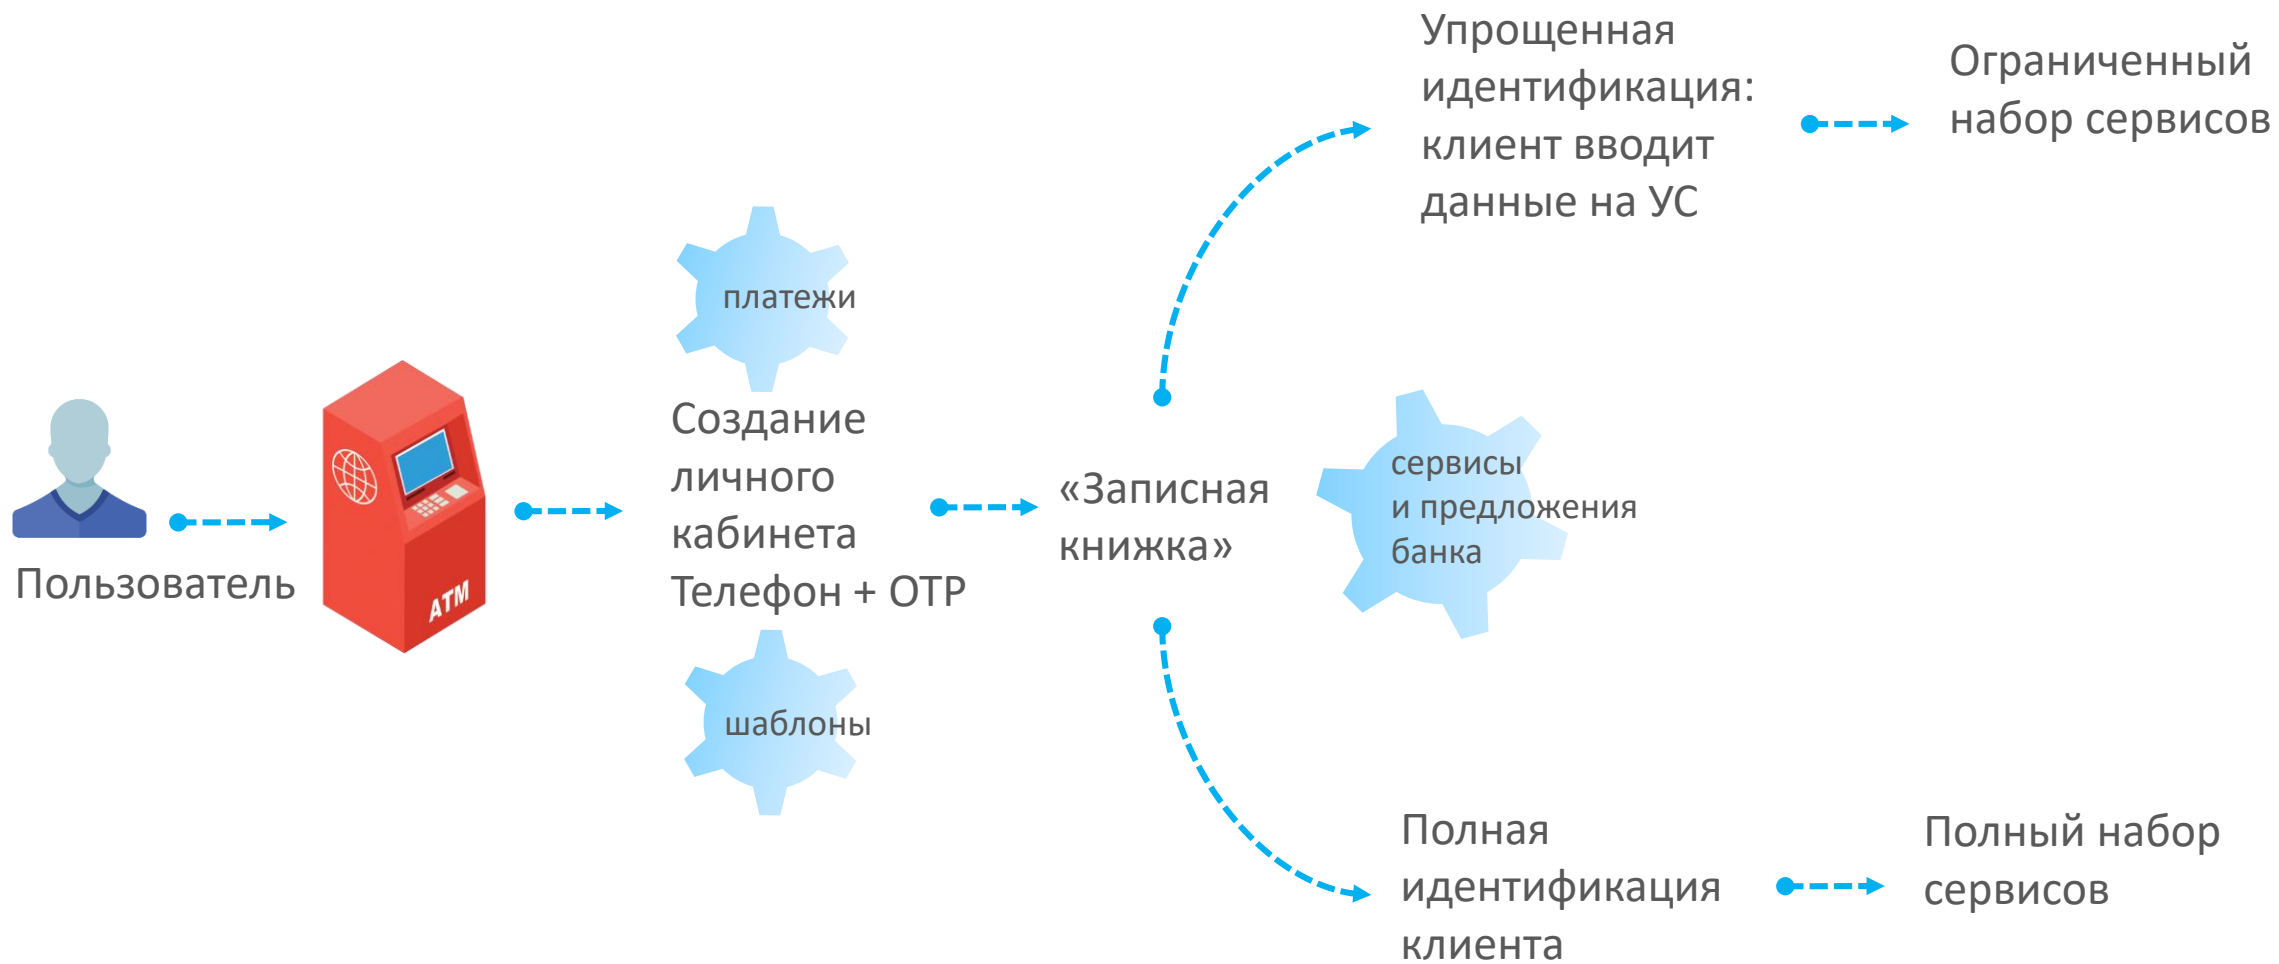 Пользователь
ATM
платежи
Создание
личного
кабинета
Телефон + ОТР
шаблоны
«Записная
книжка»
Упрощенная
идентификация:
клиент вводит
данные на УС
Ограниченный
набор сервисов
сервисы
и предложения
банка
Полная
идентификация
клиента
Полный набор
сервисов